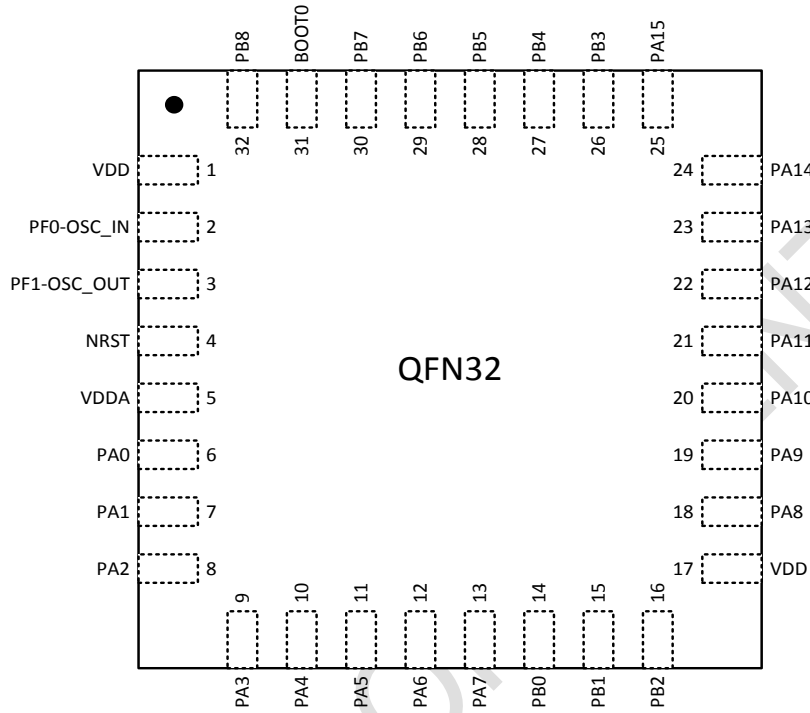 PB8 BOOT0 PB7 PB6 PB5 PB4 PB3 PA15
32 31 30 29 28 27 26 25
VDD 1 24 PA14
PF0-OSC_IN 2 23 PA13
PF1-OSC_OUT 3 22 PA12
NRST 4 21 PA11
QFN32
VDDA 5 20 PA10
PA0 6 19 PA9
PA1 7 18 PA8
PA2 8 17 VDD
9 10 11 12 13 14 15 16
PA3 PA4 PA5 PA6 PA7 PB0 PB1 PB2